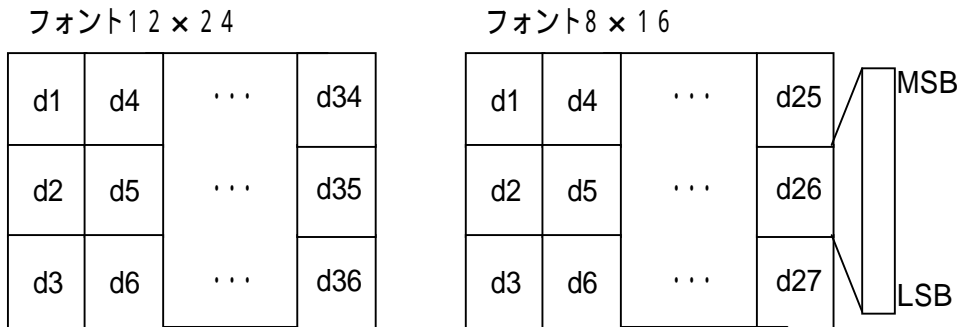 フォント１２×２４ フォント８×１６
d1 d4 ･･･ d34 d1 d4 ･･･ d25 MSB
d2 d5 ･･･ d35 d2 d5 ･･･ d26
d3 d6 ･･･ d36 d3 d6 ･･･ d27 LSB